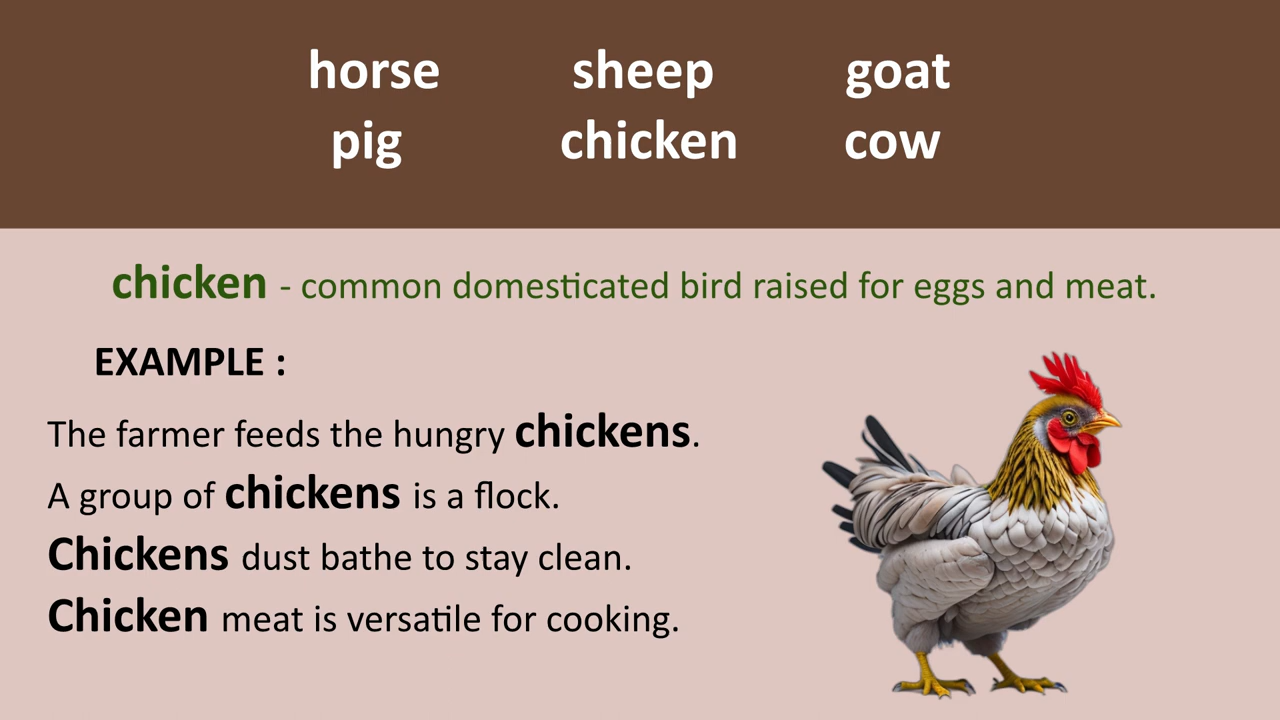 horse sheep goat
pig chicken cow
chicken - common domesticated bird raised for eggs and meat.
EXAMPLE :
The farmer feeds the hungry chickens.
A group of chickens is a flock.
Chickens dust bathe to stay clean.
Chicken meat is versatile for cooking.